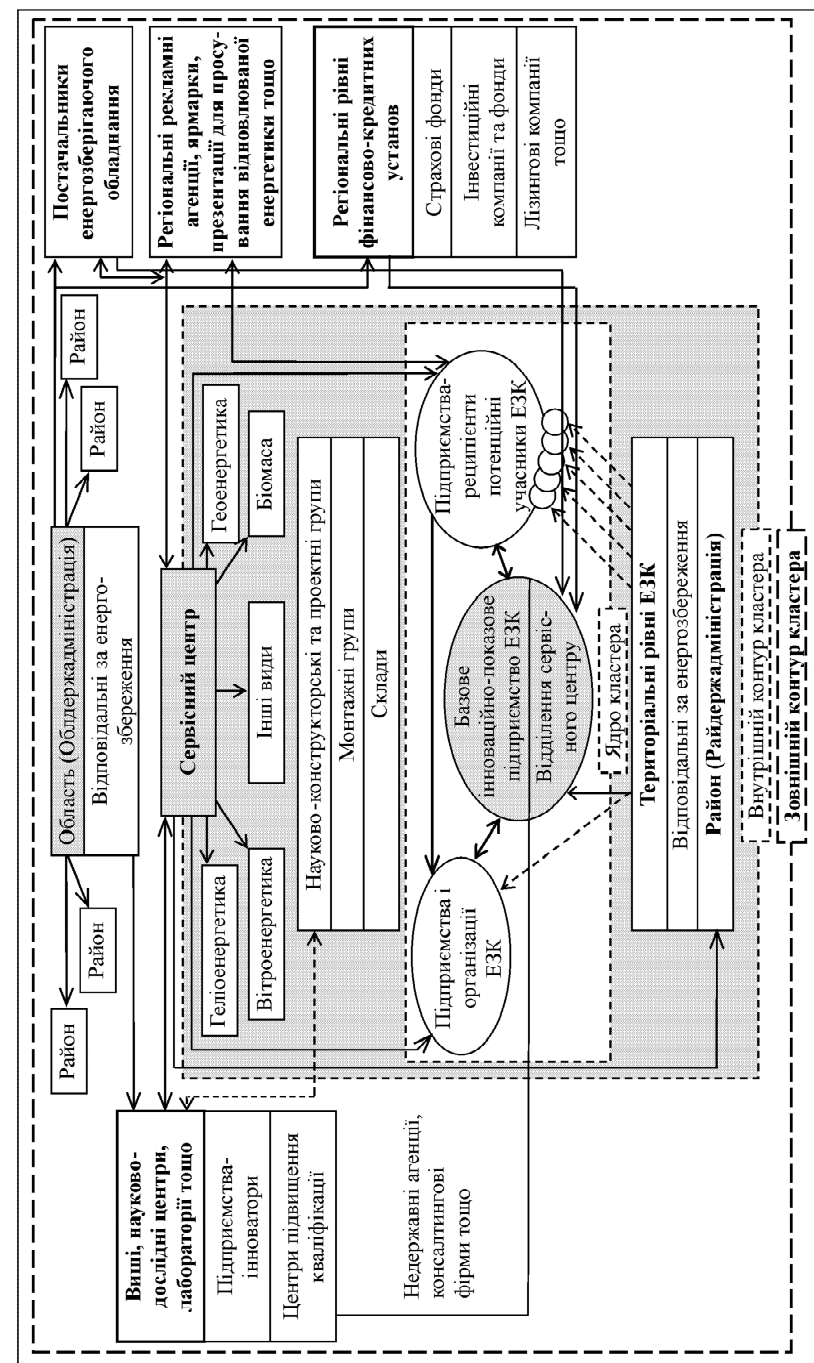 Постачальники
енергозберігаючого
обладнання
Регіональні рекламні
агенції, ярмарки,
презентації для просу-
вання відновлюваної
енергетики тощо
Регіональні рівні
фінансово-кредитних
установ
Страхові фонди
Інвестиційні
компанії та фонди
Лізингові компанії
тощо
Район
Район
Область (Облдержадміністрація)
Відповідальні за енерго-
збереження
Район
Район
Сервісний центр
Геоенергетика
Біомаса
Інші види
Геліоенергетика
Вітроенергетика
Науково-конструкторські та проектні групи
Монтажні групи
Склади
Підприємства-
реципієнти
потенційні
учасники ЕЗК
Базове
інноваційно-показове
підприємство ЕЗК
Відділення сервіс-
ного центру
Підприємства і
організації
ЕЗК
Ядро кластера
Територіальні рівні ЕЗК
Відповідальні за енергозбереження
Район (Райдержадміністрація)
Внутрішній контур кластера
Зовнішній контур кластера
Виші, науково-
дослідні центри,
лабораторії тощо
Підприємства-
інноватори
Центри підвищення
кваліфікації
Недержавні агенції,
консалтингові
фірми тощо